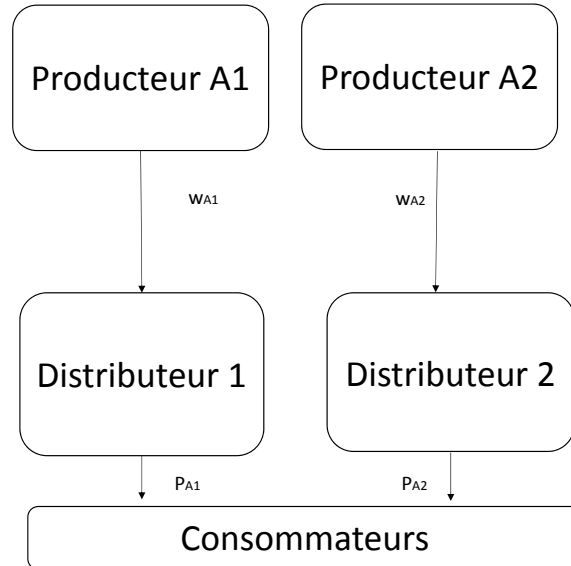 Producteur A1
Producteur A2
wA1
wA2
Distributeur 1
Distributeur 2
PA1
PA2
Consommateurs